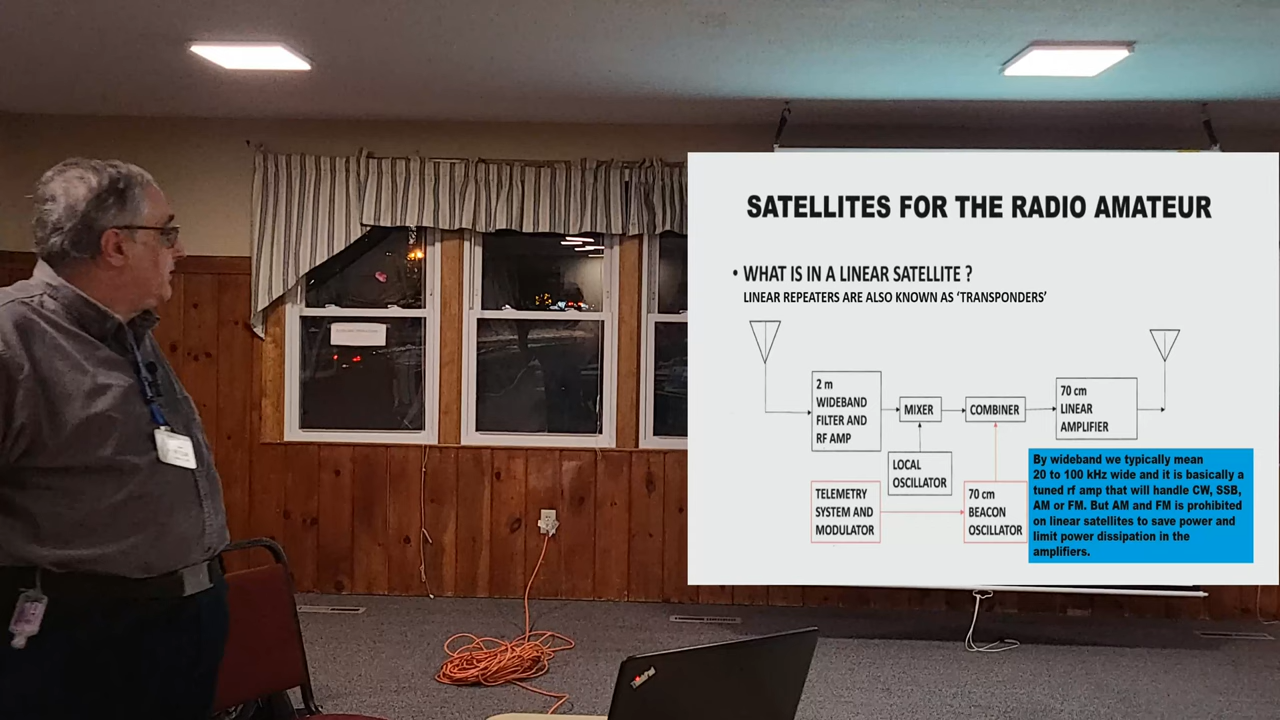 SATELLITES FOR THE RADIO AMATEUR
• WHAT IS IN A LINEAR SATELLITE ?
LINEAR REPEATERS ARE ALSO KNOWN AS ‘TRANSPONDERS’
2 m
WIDEBAND
FILTER AND
RF AMP
MIXER
COMBINER
70 cm
LINEAR
AMPLIFIER
LOCAL
OSCILLATOR
TELEMETRY
SYSTEM AND
MODULATOR
70 cm
BEACON
OSCILLATOR
By wideband we typically mean
20 to 100 kHz wide and it is basically a
tuned rf amp that will handle CW, SSB,
AM or FM. But AM and FM is prohibited
on linear satellites to save power and
limit power dissipation in the
amplifiers.
ThinkPad